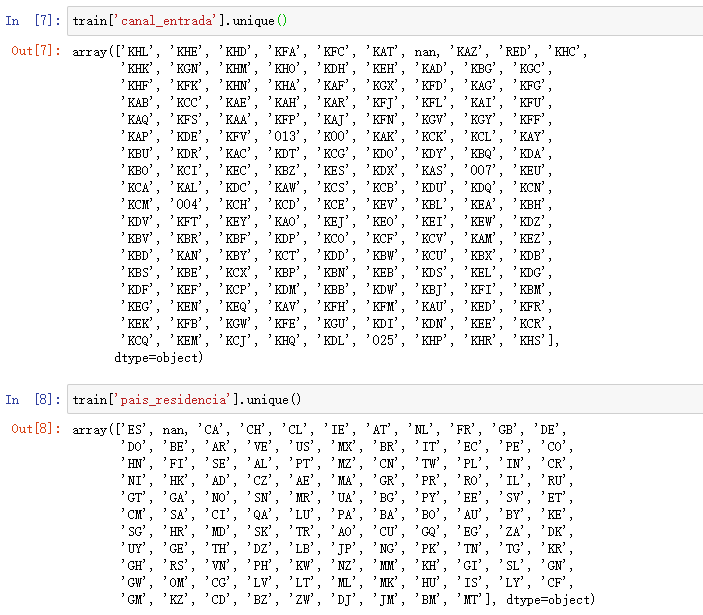 In [7]: train['canal_entrada'].unique()
Out[7]: array(['KHL', 'KHE', 'KHD', 'KFA', 'KFC', 'KAT', nan, 'KAZ', 'RED', 'KHC',
'KHK', 'KGN', 'KHM', 'KHO', 'KDH', 'KEH', 'KAD', 'KBG', 'KGC',
'KHF', 'KFK', 'KHN', 'KHA', 'KAF', 'KGX', 'KFD', 'KAG', 'KFG',
'KAB', 'KCC', 'KAE', 'KAH', 'KAR', 'KFJ', 'KFL', 'KAI', 'KFU',
'KAQ', 'KFS', 'KAA', 'KFP', 'KAJ', 'KFN', 'KGV', 'KGY', 'KFF',
'KAP', 'KDE', 'KFV', '013', 'K00', 'KAK', 'KCK', 'KCL', 'KAY',
'KBU', 'KDR', 'KAC', 'KDT', 'KCG', 'KDO', 'KDY', 'KBQ', 'KDA',
'KBO', 'KCI', 'KEC', 'KBZ', 'KES', 'KDX', 'KAS', '007', 'KEU',
'KCA', 'KAL', 'KDC', 'KAW', 'KCS', 'KCB', 'KDU', 'KDQ', 'KCN',
'KCM', '004', 'KCH', 'KCD', 'KCE', 'KEV', 'KBL', 'KEA', 'KBH',
'KDV', 'KFT', 'KEY', 'KAO', 'KEJ', 'KEO', 'KEI', 'KEW', 'KDZ',
'KBV', 'KBR', 'KBF', 'KDP', 'KCO', 'KCF', 'KCV', 'KAM', 'KEZ',
'KBD', 'KAN', 'KBY', 'KCT', 'KDD', 'KBW', 'KCU', 'KBX', 'KDB',
'KBS', 'KBE', 'KCX', 'KBP', 'KBN', 'KEB', 'KDS', 'KEL', 'KDG',
'KDF', 'KEF', 'KCP', 'KDM', 'KBB', 'KDW', 'KBJ', 'KFI', 'KBM',
'KEG', 'KEN', 'KEQ', 'KAV', 'KFH', 'KFM', 'KAU', 'KED', 'KFR',
'KEK', 'KFB', 'KGW', 'KFE', 'KGU', 'KDI', 'KDN', 'KEE', 'KCR',
'KCQ', 'KEM', 'KCJ', 'KHQ', 'KDL', '025', 'KHP', 'KHR', 'KHS'],
dtype=object)
In [8]: train['pais_residencia'].unique()
Out[8]: array(['ES', nan, 'CA', 'CH', 'CL', 'IE', 'AT', 'NL', 'FR', 'GB', 'DE',
'DO', 'BE', 'AR', 'VE', 'US', 'MX', 'BR', 'IT', 'EC', 'PE', 'CO',
'HN', 'FI', 'SE', 'AL', 'PT', 'MZ', 'CN', 'TW', 'PL', 'IN', 'CR',
'NI', 'HK', 'AD', 'CZ', 'AE', 'MA', 'GR', 'PR', 'RO', 'IL', 'RU',
'GT', 'GA', 'NO', 'SN', 'MR', 'UA', 'BG', 'PY', 'EE', 'SV', 'ET',
'CM', 'SA', 'CI', 'QA', 'LU', 'PA', 'BA', 'BO', 'AU', 'BY', 'KE',
'SG', 'HR', 'MD', 'SK', 'TR', 'AO', 'CU', 'GQ', 'EG', 'ZA', 'DK',
'UY', 'GE', 'TH', 'DZ', 'LB', 'JP', 'NG', 'PK', 'TN', 'TG', 'KR',
'GH', 'RS', 'VN', 'PH', 'KW', 'NZ', 'MM', 'KH', 'GI', 'SL', 'GN',
'GW', 'OM', 'CG', 'LV', 'LT', 'ML', 'MK', 'HU', 'IS', 'LY', 'CF',
'GM', 'KZ', 'CD', 'BZ', 'ZW', 'DJ', 'JM', 'BM', 'MT'], dtype=object)